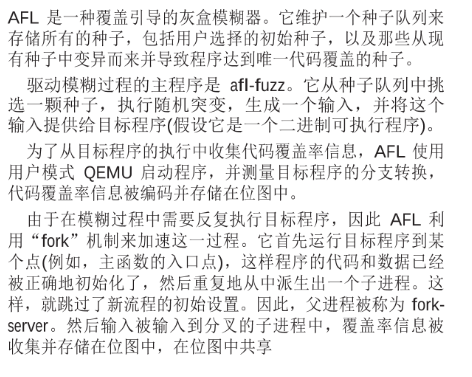 AFL 是一种覆盖引导的灰盒模糊器。它维护一个种子队列来
存储所有的种子，包括用户选择的初始种子，以及那些从现
有种子中变异而来并导致程序达到唯一代码覆盖的种子。
驱动模糊过程的主程序是 afl-fuzz。它从种子队列中挑
选一颗种子，执行随机突变，生成一个输入，并将这个
输入提供给目标程序(假设它是一个二进制可执行程序)。
为了从目标程序的执行中收集代码覆盖率信息，AFL 使用
用户模式 QEMU 启动程序，并测量目标程序的分支转换，
代码覆盖率信息被编码并存储在位图中。
由于在模糊过程中需要反复执行目标程序，因此 AFL 利
用“fork”机制来加速这一过程。它首先运行目标程序到某
个点(例如，主函数的入口点)，这样程序的代码和数据已经
被正确地初始化了，然后重复地从中派生出一个子进程。这
样，就跳过了新流程的初始设置。因此，父进程被称为 fork-
server。然后输入被输入到分叉的子进程中，覆盖率信息被
收集并存储在位图中，在位图中共享